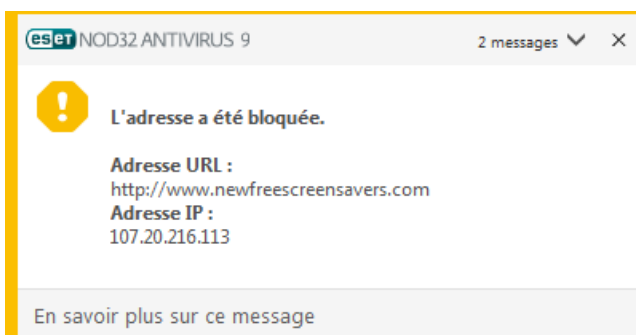 eseT NOD32 ANTIVIRUS 9 2 messages
!
L'adresse a été bloquée.
Adresse URL :
http://www.newfreescreensavers.com
Adresse IP :
107.20.216.113
En savoir plus sur ce message